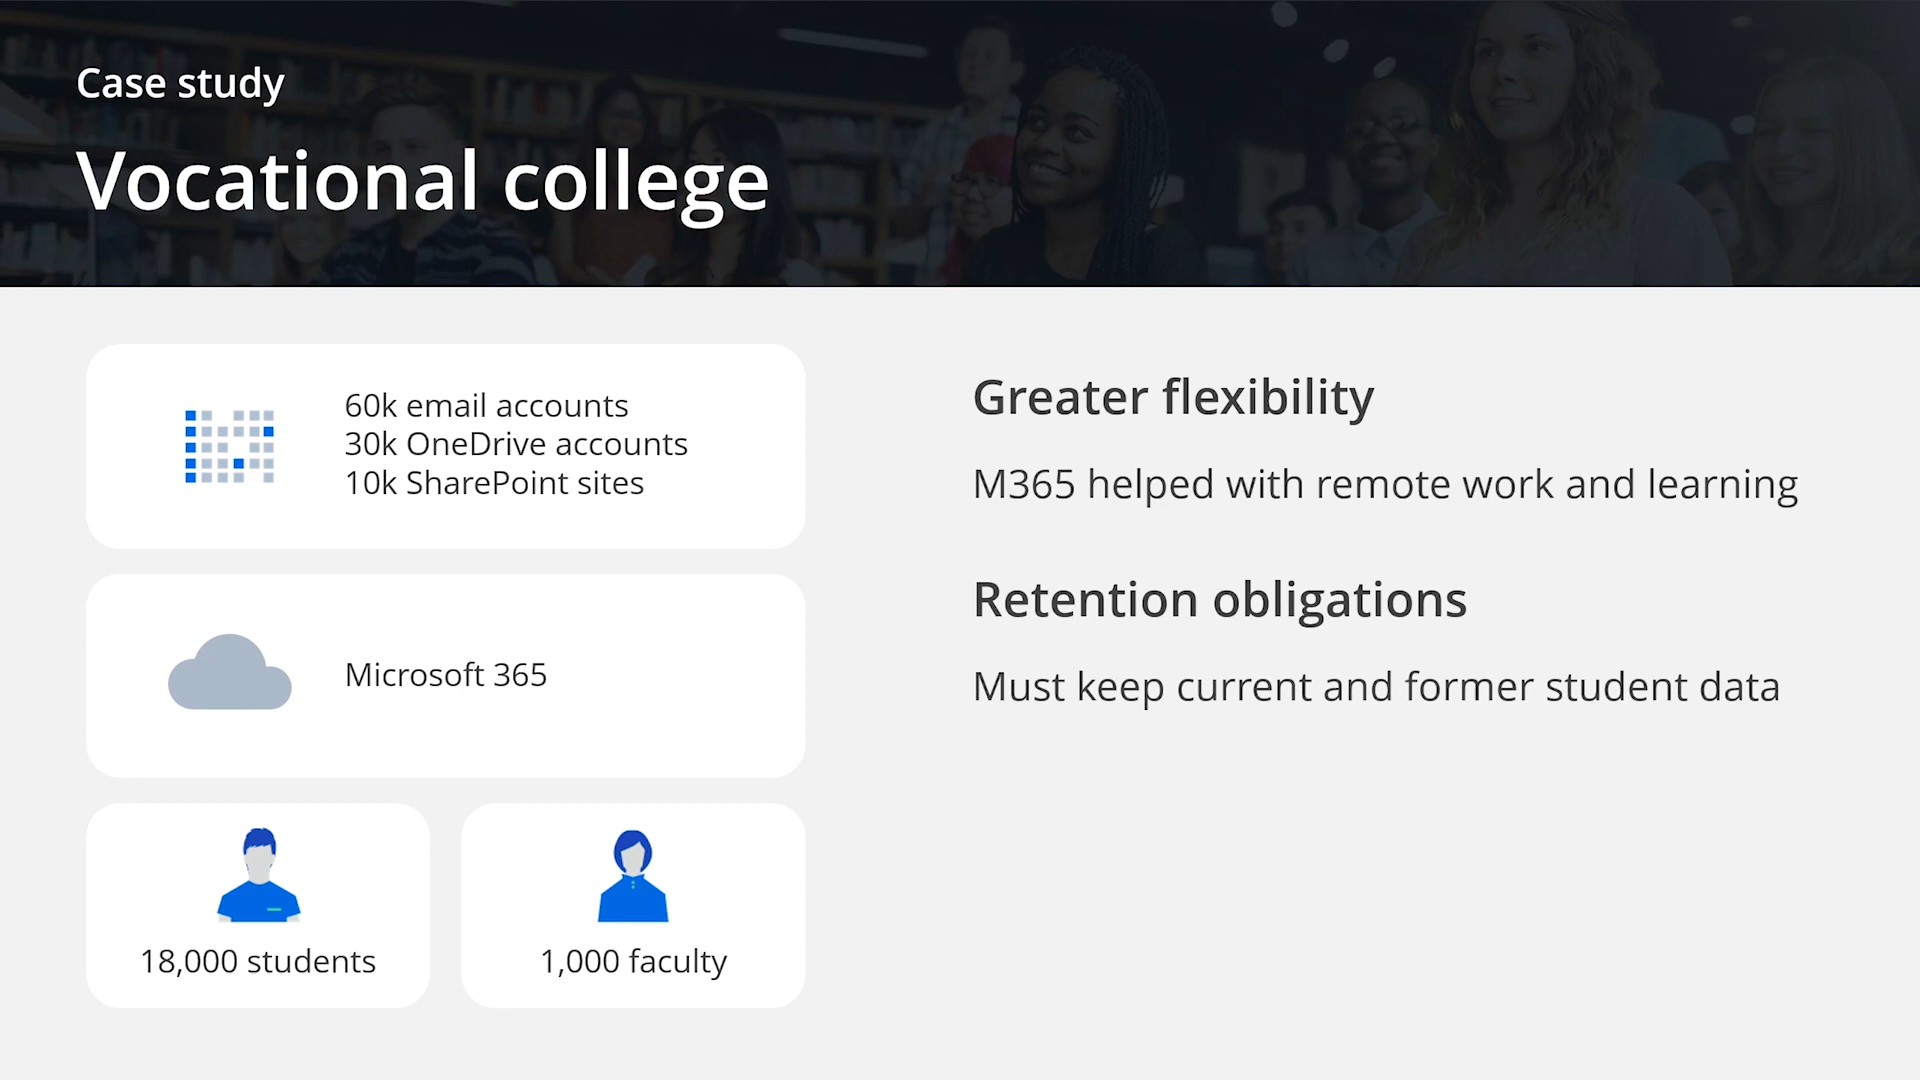 Case study
Vocational college
60k email accounts
30k OneDrive accounts
10k SharePoint sites
Microsoft 365
18,000 students
1,000 faculty
Greater flexibility
M365 helped with remote work and learning
Retention obligations
Must keep current and former student data